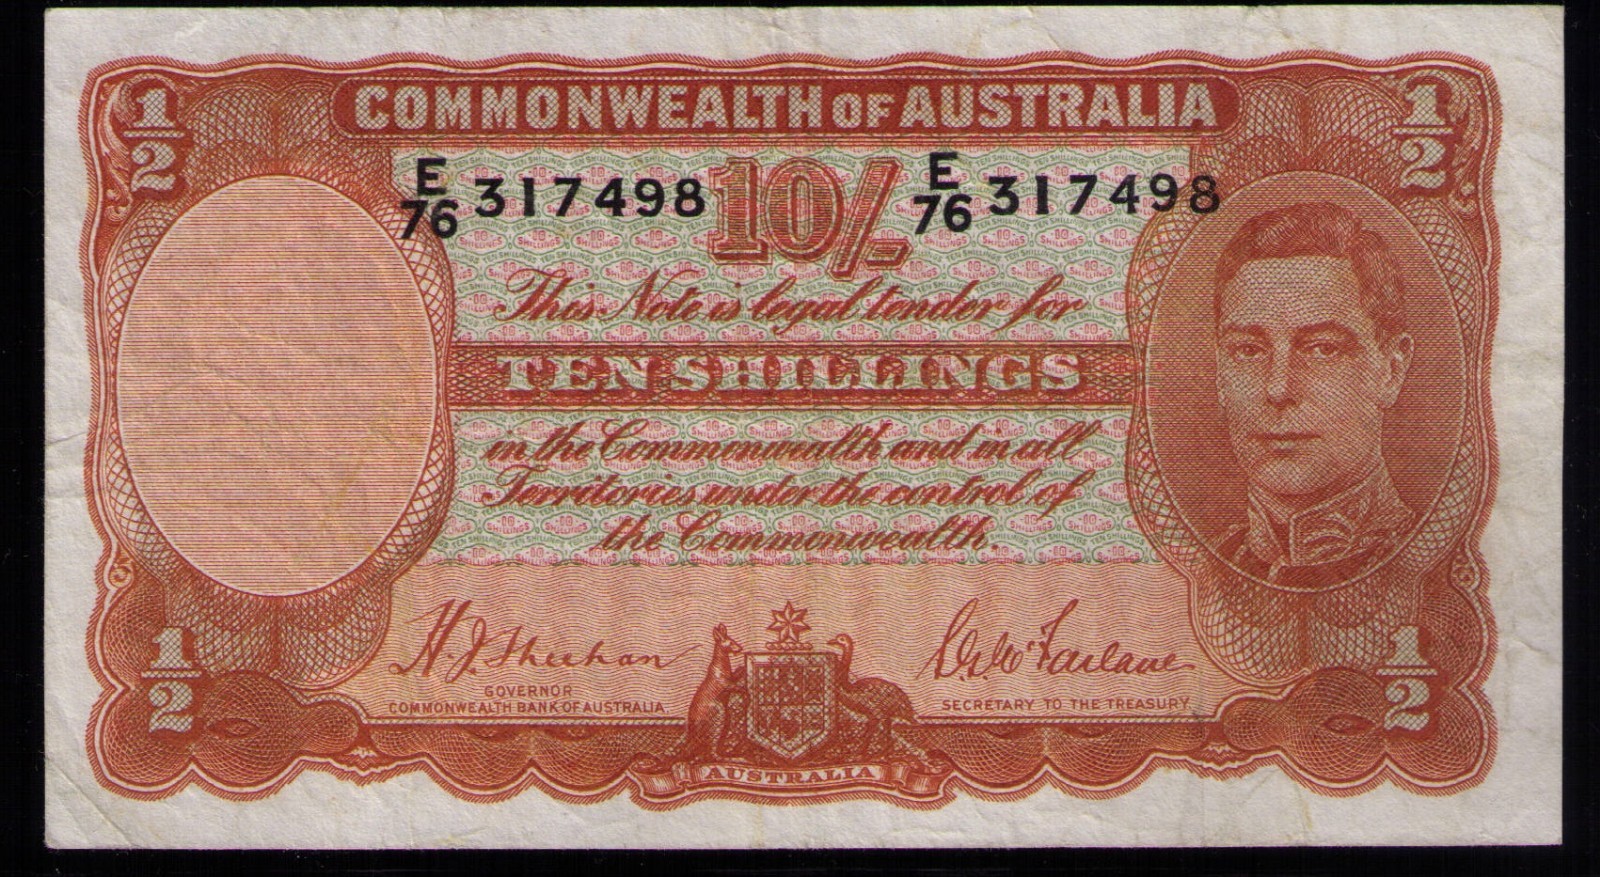 1/2 COMMONWEALTH OF AUSTRALIA 1/2
E/76 317498 10/- E/76 317498
This Note is legal tender for
TEN SHILLINGS
in the Commonwealth and in all
Territories under the control of
the Commonwealth
H.J. Sheehan
GOVERNOR
COMMONWEALTH BANK OF AUSTRALIA.
McFarlane
SECRETARY TO THE TREASURY.
1/2 1/2
AUSTRALIA